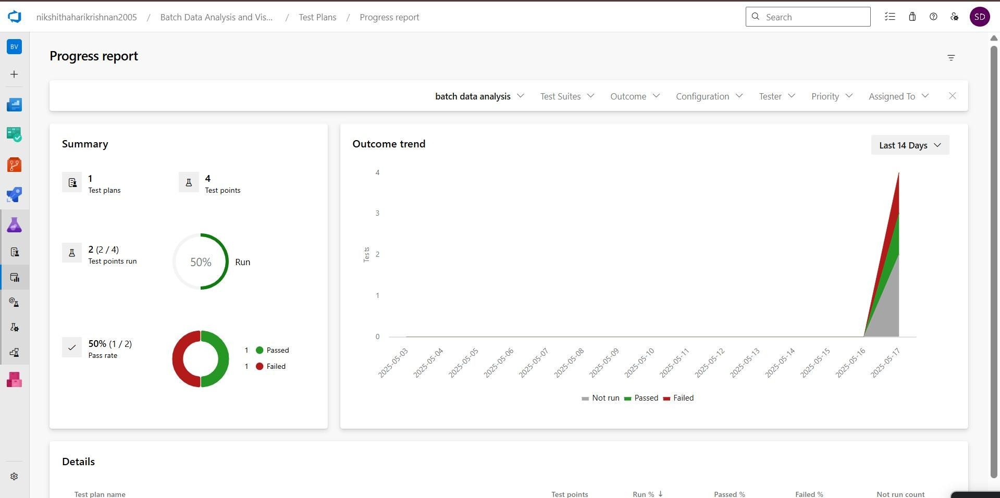 nikshithaharikrishnan2005 / Batch Data Analysis and Vis... / Test Plans / Progress report
Search
SD
BV
Progress report
batch data analysis Test Suites Outcome Configuration Tester Priority Assigned To
Summary
1
Test plans
4
Test points
2 (2 / 4)
Test points run
50%
Run
50% (1 / 2)
Pass rate
1 Passed
1 Failed
Outcome trend
Last 14 Days
4
3
2
1
0
Tests
2025-05-03 2025-05-04 2025-05-05 2025-05-06 2025-05-07 2025-05-08 2025-05-09 2025-05-10 2025-05-11 2025-05-12 2025-05-13 2025-05-14 2025-05-15 2025-05-16 2025-05-17
Not run Passed Failed
Details
Test plan name Test points Run % Passed % Failed % Not run count